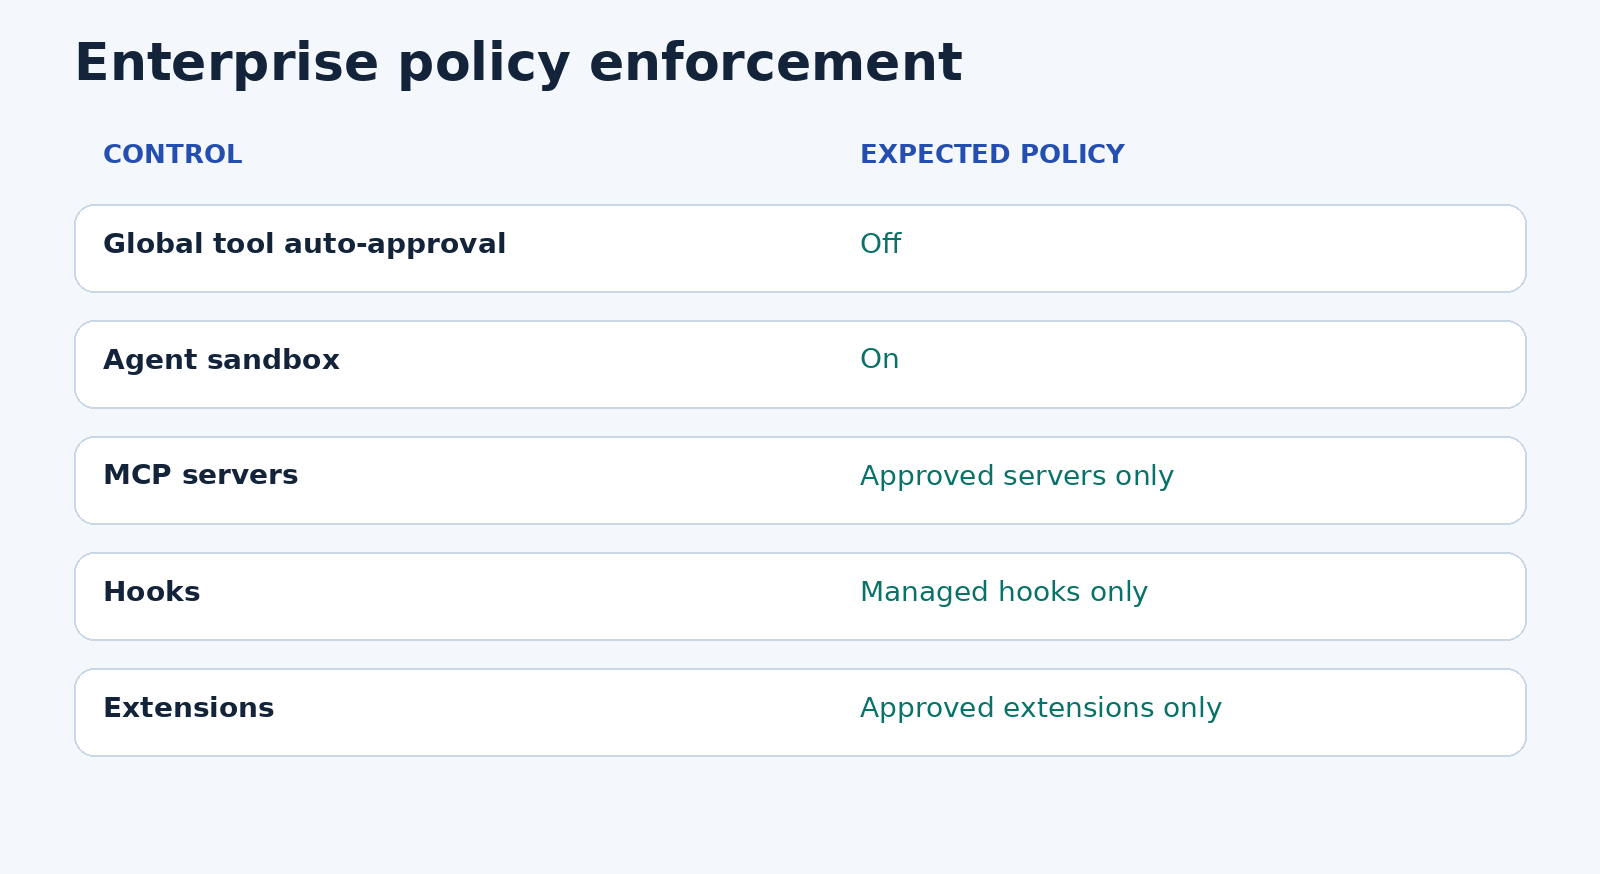 Enterprise policy enforcement
CONTROL EXPECTED POLICY
Global tool auto-approval Off
Agent sandbox On
MCP servers Approved servers only
Hooks Managed hooks only
Extensions Approved extensions only